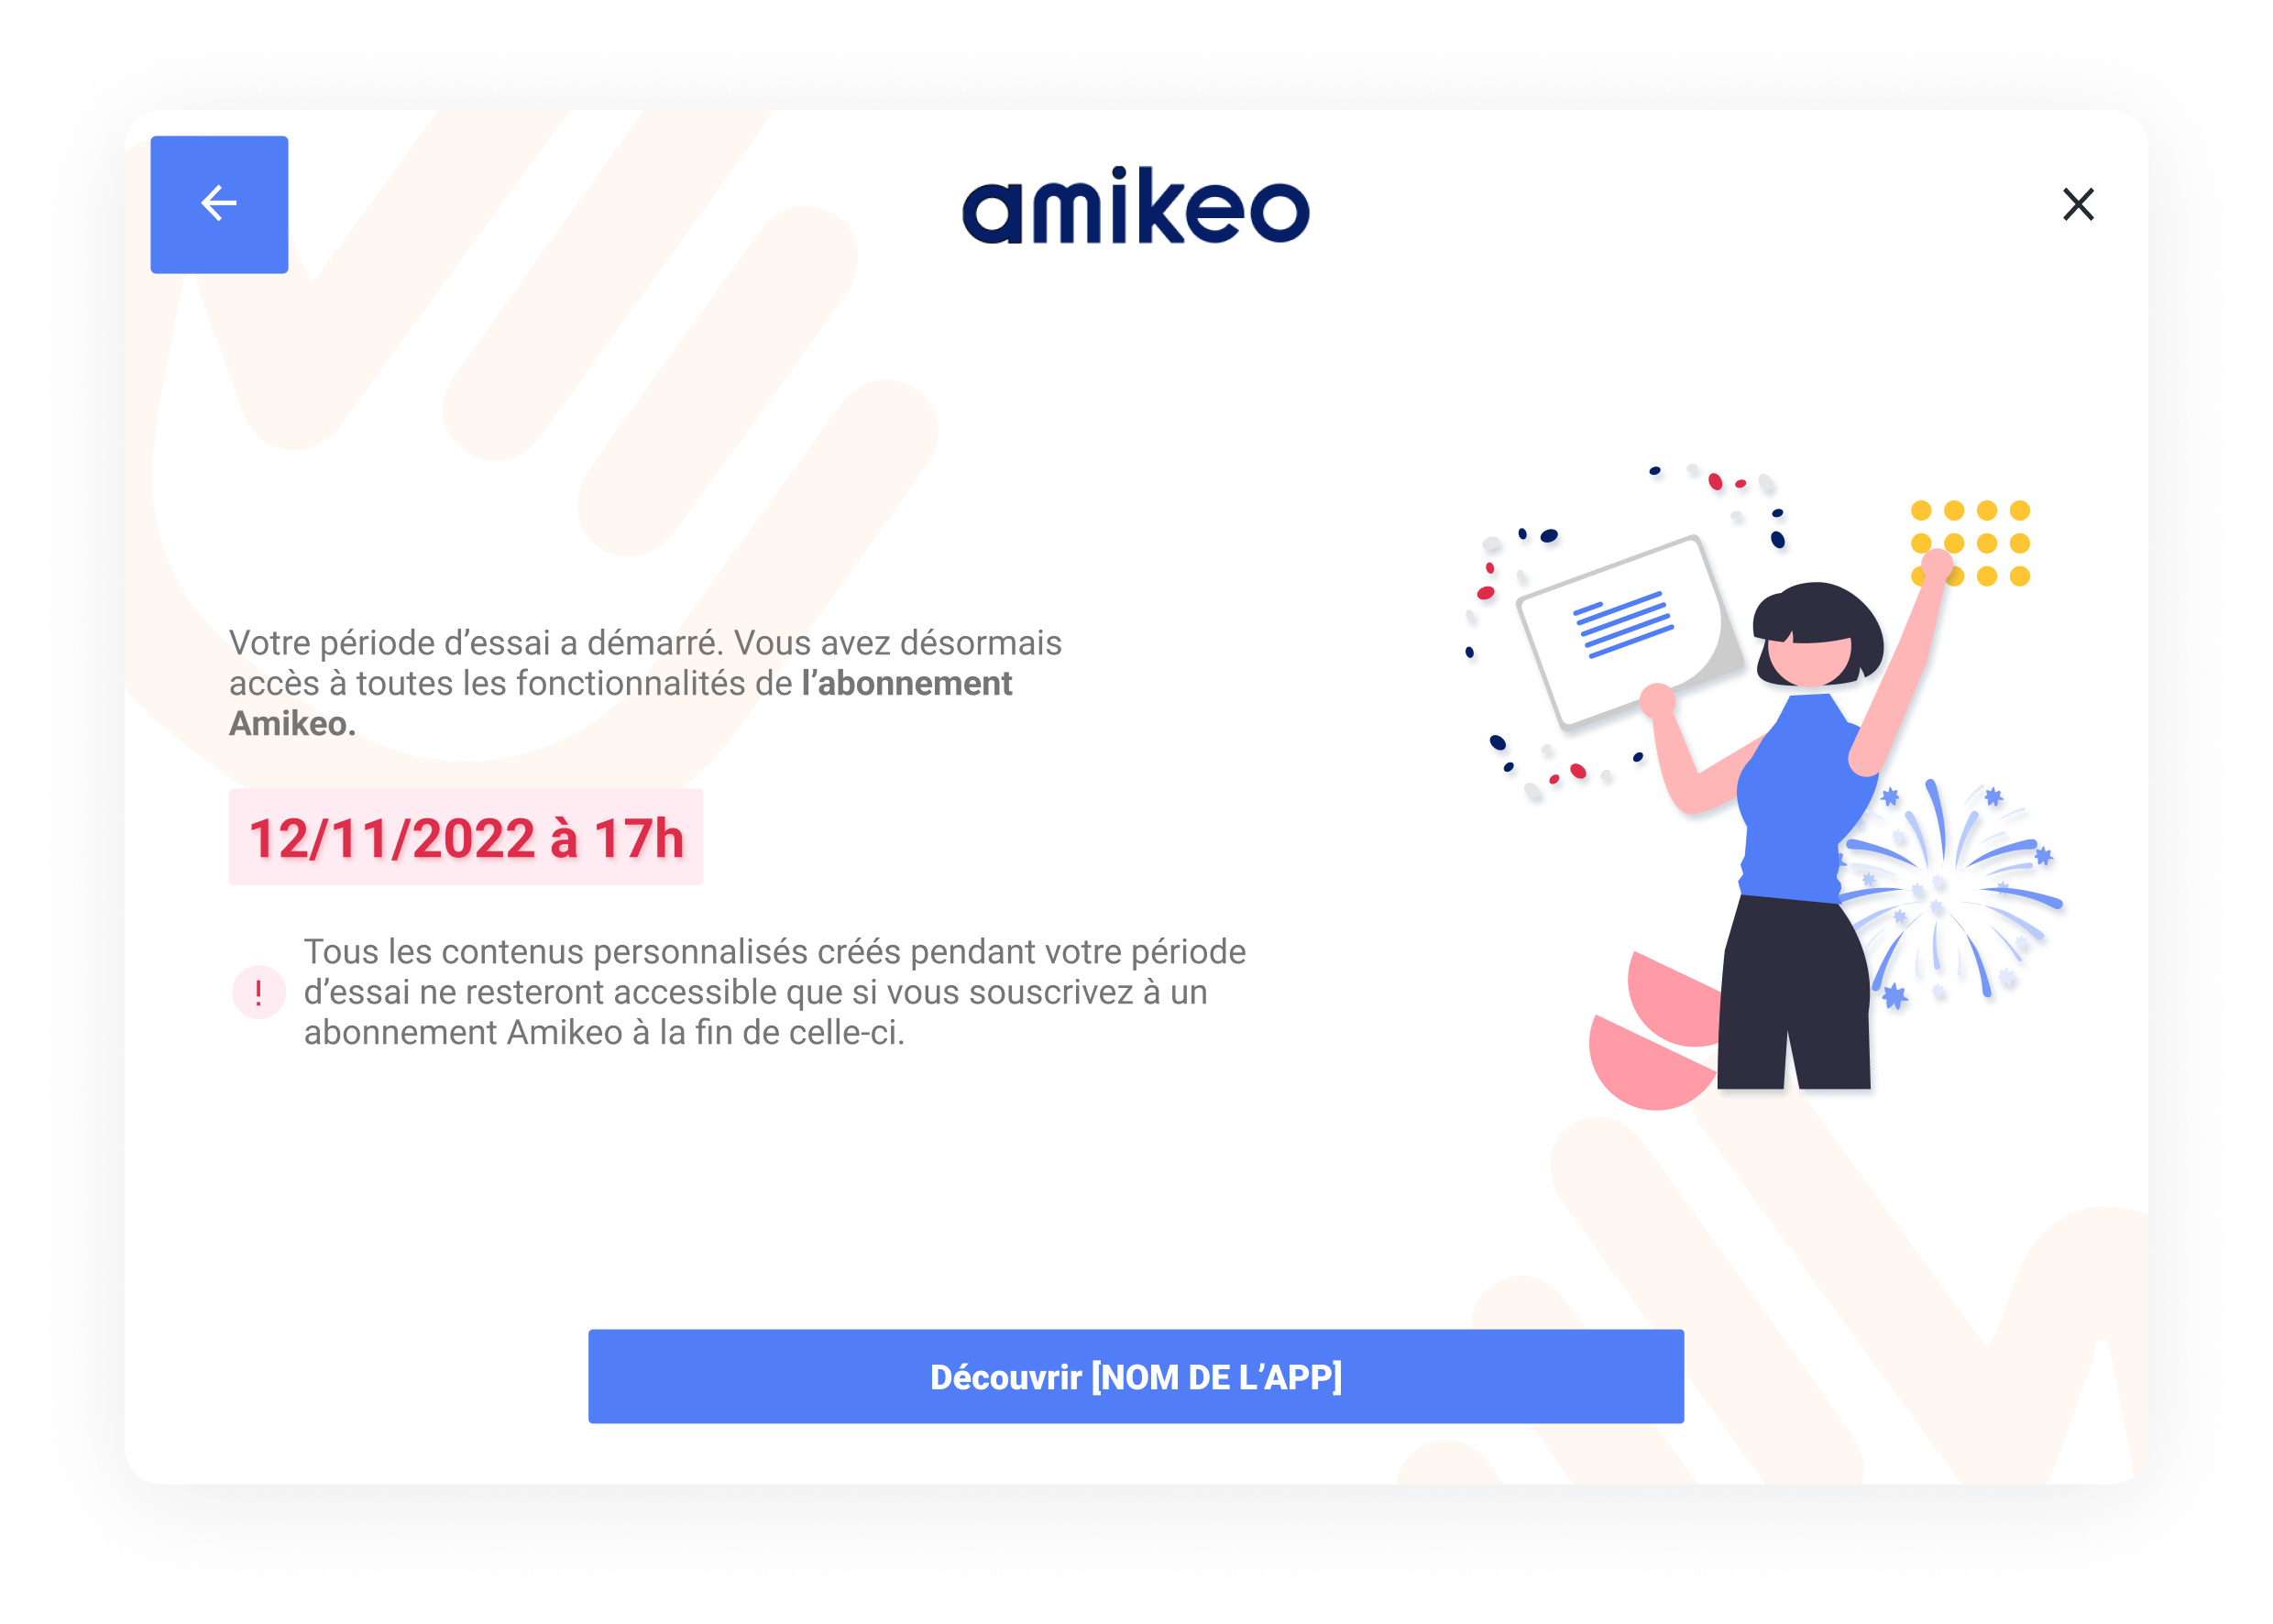 amikeo
Votre période d’essai a démarré. Vous avez désormais
accès à toutes les fonctionnalités de l’abonnement
Amikeo.
12/11/2022 à 17h
!
Tous les contenus personnalisés créés pendant votre période
d’essai ne resteront accessible que si vous souscrivez à un
abonnement Amikeo à la fin de celle-ci.
Découvrir [NOM DE L’APP]